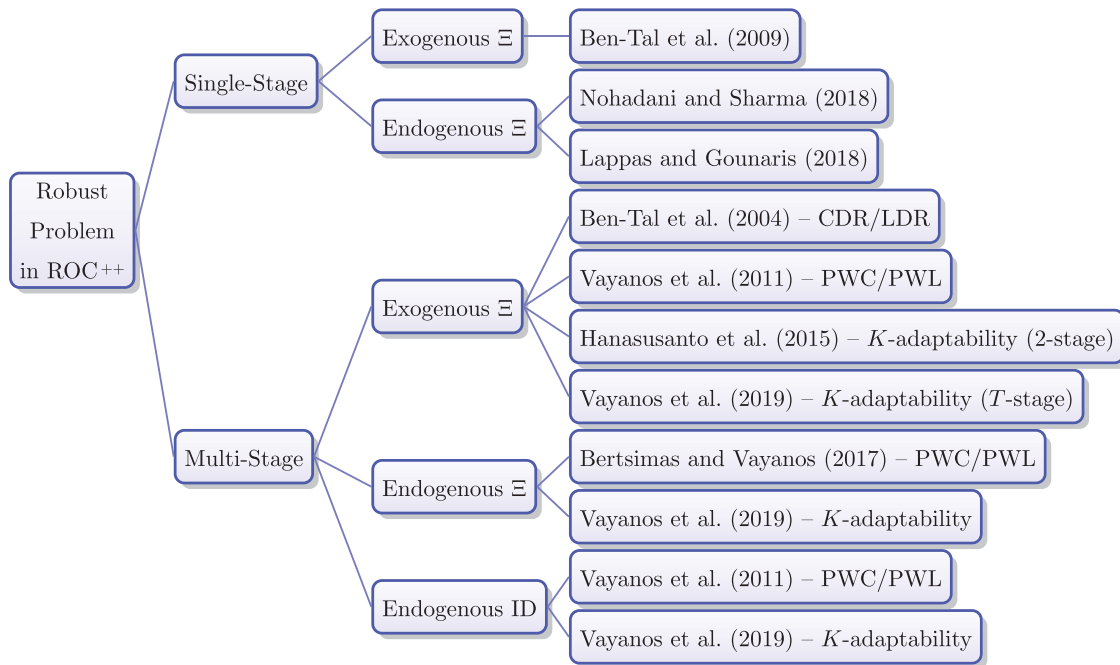 Robust
Problem
in ROC++
Single-Stage
Exogenous Ξ
Ben-Tal et al. (2009)
Endogenous Ξ
Nohadani and Sharma (2018)
Lappas and Gounaris (2018)
Multi-Stage
Exogenous Ξ
Ben-Tal et al. (2004) – CDR/LDR
Vayanos et al. (2011) – PWC/PWL
Hanasusanto et al. (2015) – K-adaptability (2-stage)
Vayanos et al. (2019) – K-adaptability (T-stage)
Endogenous Ξ
Bertsimas and Vayanos (2017) – PWC/PWL
Vayanos et al. (2019) – K-adaptability
Endogenous ID
Vayanos et al. (2011) – PWC/PWL
Vayanos et al. (2019) – K-adaptability